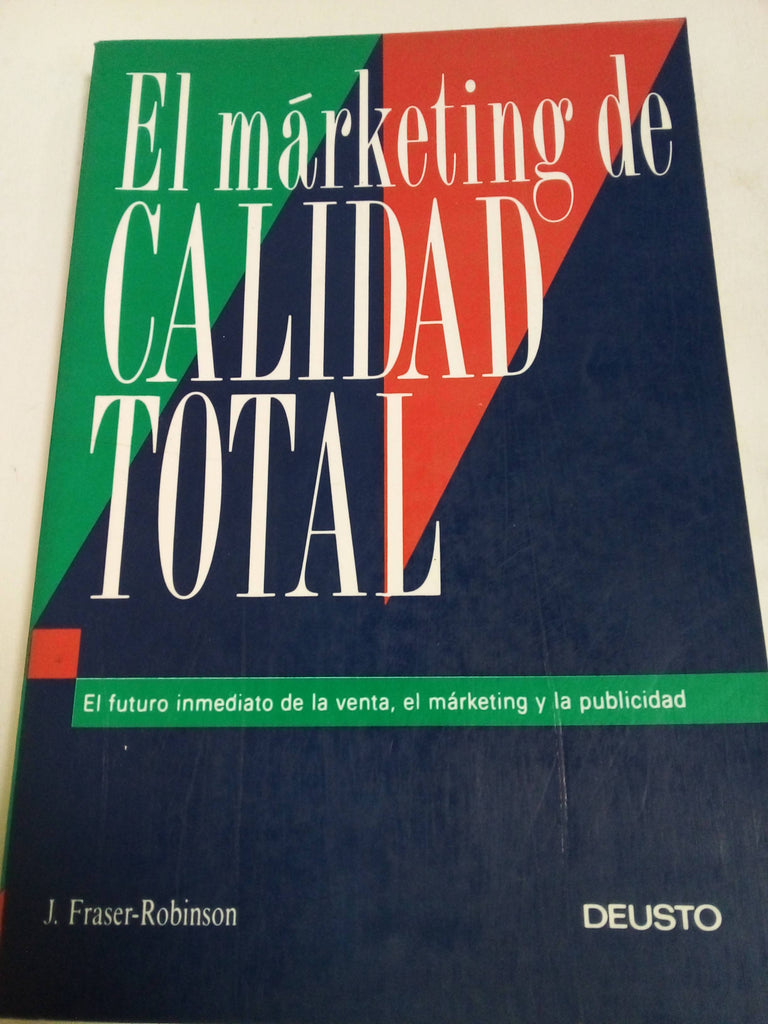 El márketing de
CALIDAD
TOTAL
El futuro inmediato de la venta, el márketing y la publicidad
J. Fraser-Robinson
DEUSTO